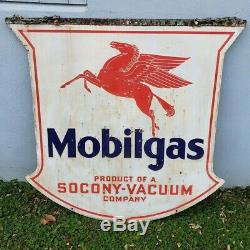 Mobilgas
PRODUCT OF A
SOCONY-VACUUM
COMPANY